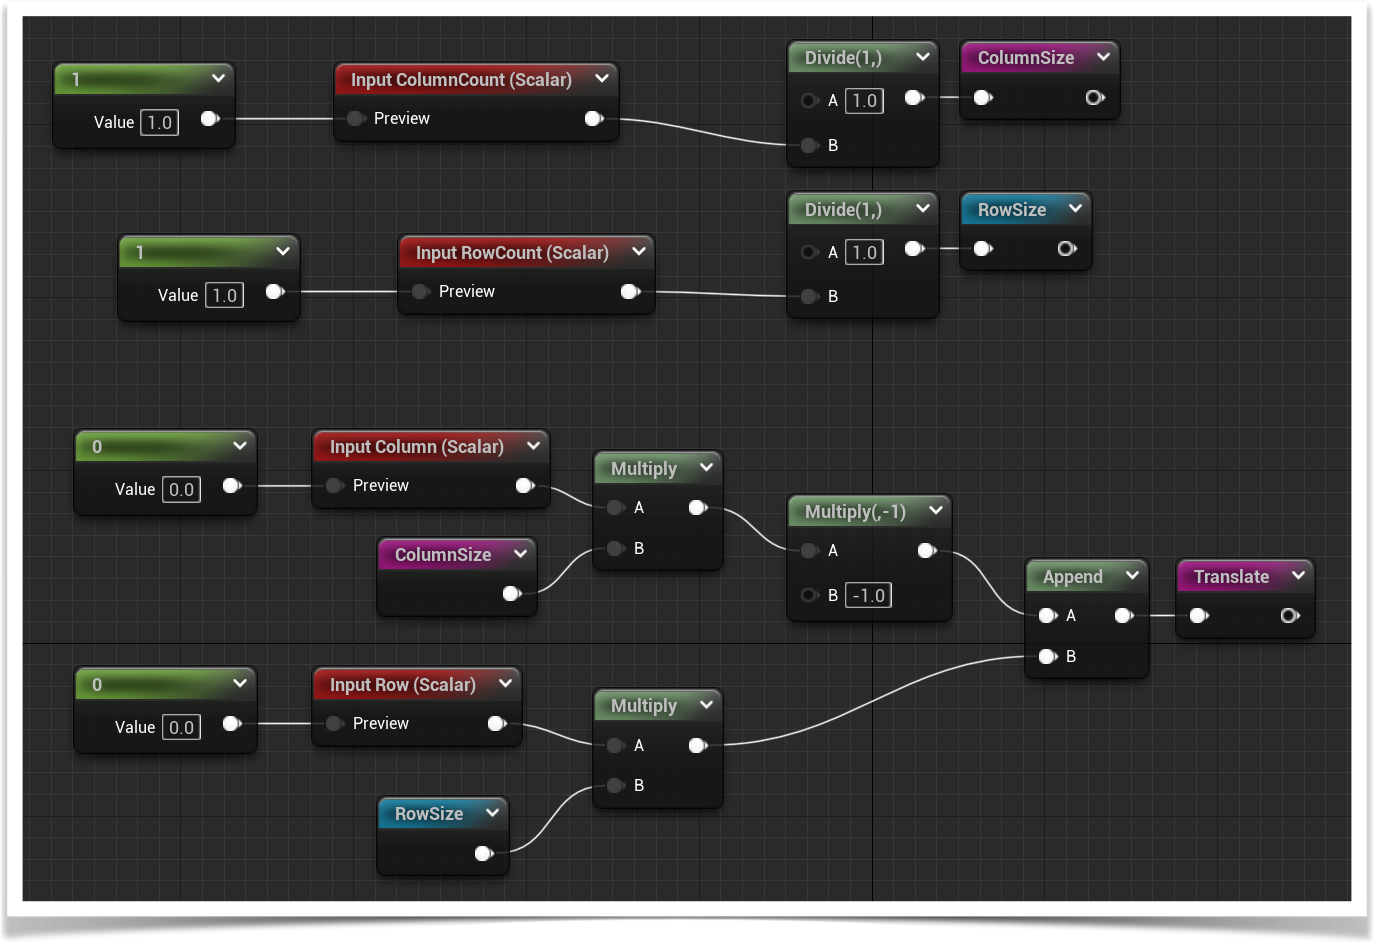 1
Value 1.0
Input ColumnCount (Scalar)
Preview
Divide(1,)
A 1.0
B
ColumnSize
1
Value 1.0
Input RowCount (Scalar)
Preview
Divide(1,)
A 1.0
B
RowSize
0
Value 0.0
Input Column (Scalar)
Preview
ColumnSize
Multiply
A
B
Multiply(,-1)
A
B -1.0
Append
A
B
Translate
0
Value 0.0
Input Row (Scalar)
Preview
RowSize
Multiply
A
B